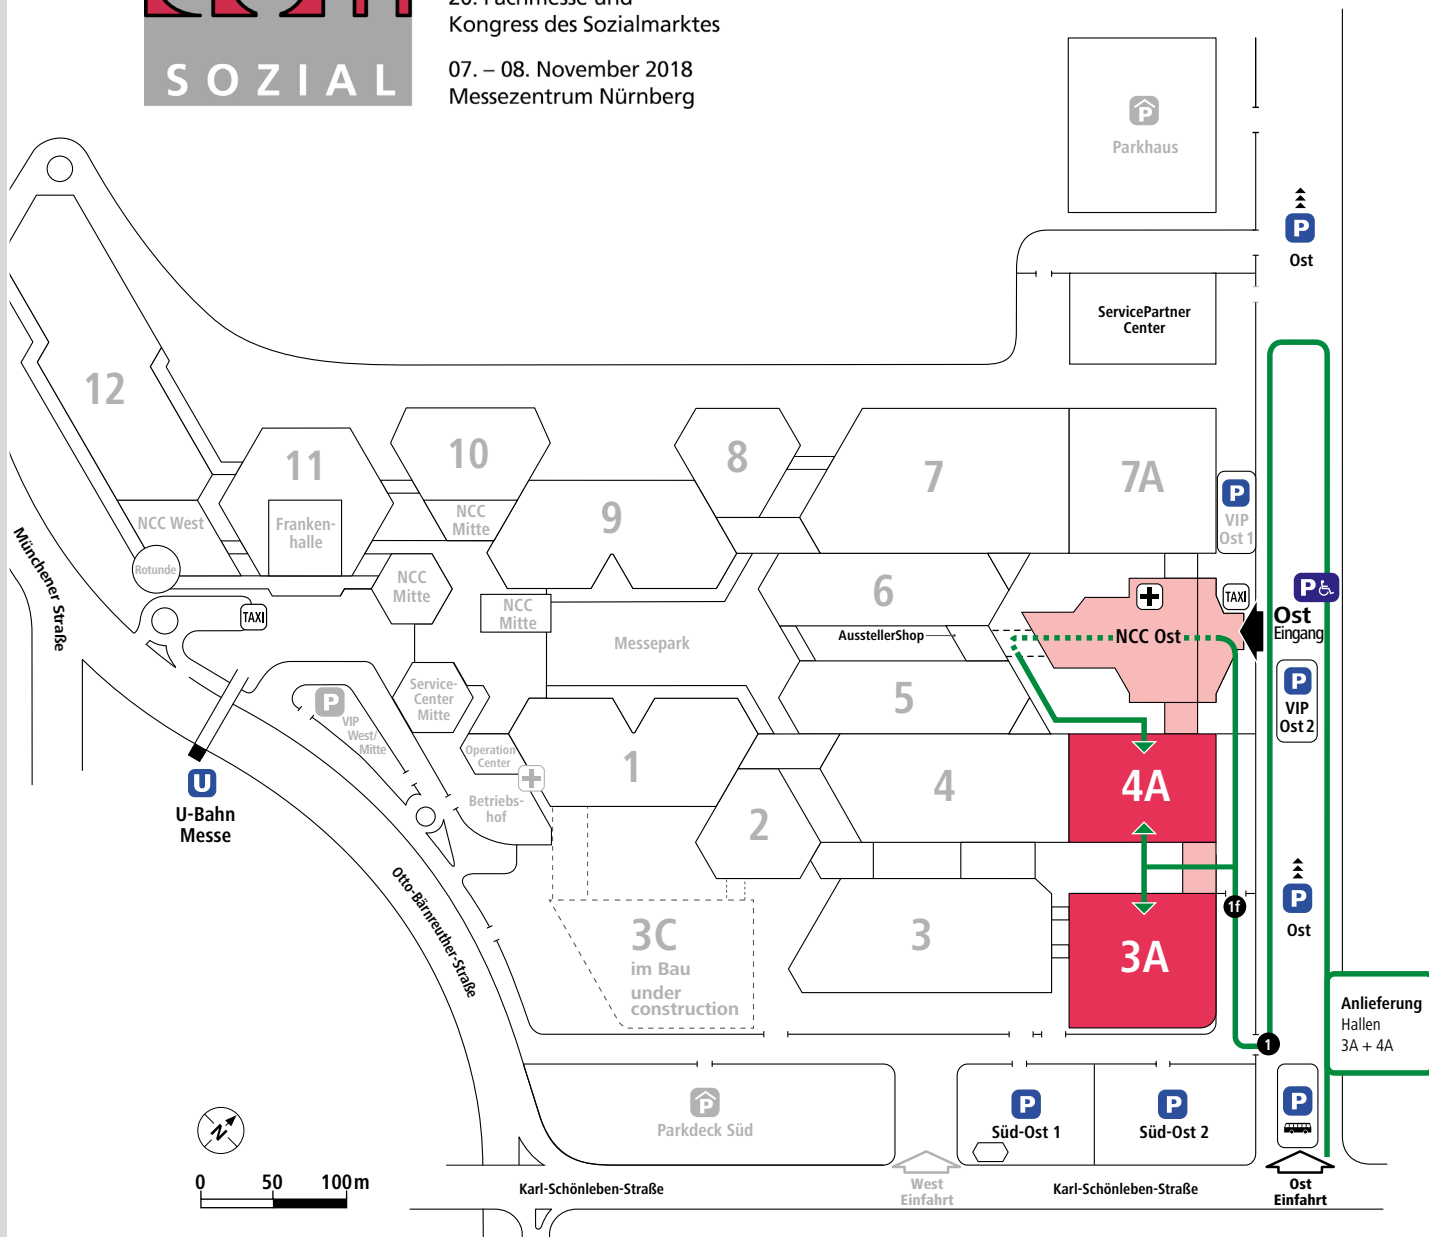 20. Fachmesse und
Kongress des Sozialmarktes
SOZIAL
07. – 08. November 2018
Messezentrum Nürnberg
P
Parkhaus
P
Ost
ServicePartner
Center
12
11
10
8
7
7A
P
VIP
Ost 1
NCC West
Franken-
halle
NCC
Mitte
9
Rotunde
Münchener Straße
TAXI
NCC
Mitte
NCC
Mitte
Messepark
6
AusstellerShop
NCC Ost
TAXI
P
Ost
Eingang
P
VIP
Ost 2
Service-
Center
Mitte
5
P
VIP
West/
Mitte
Operation
Center
1
4
4A
U
U-Bahn
Messe
Betriebs-
hof
2
Otto-Bärnreuther-Straße
3C
im Bau
under
construction
3
3A
1f
P
Ost
Anlieferung
Hallen
3A + 4A
1
P
Parkdeck Süd
P
Süd-Ost 1
P
Süd-Ost 2
P
N
0 50 100 m
Karl-Schönleben-Straße
West
Einfahrt
Karl-Schönleben-Straße
Ost
Einfahrt